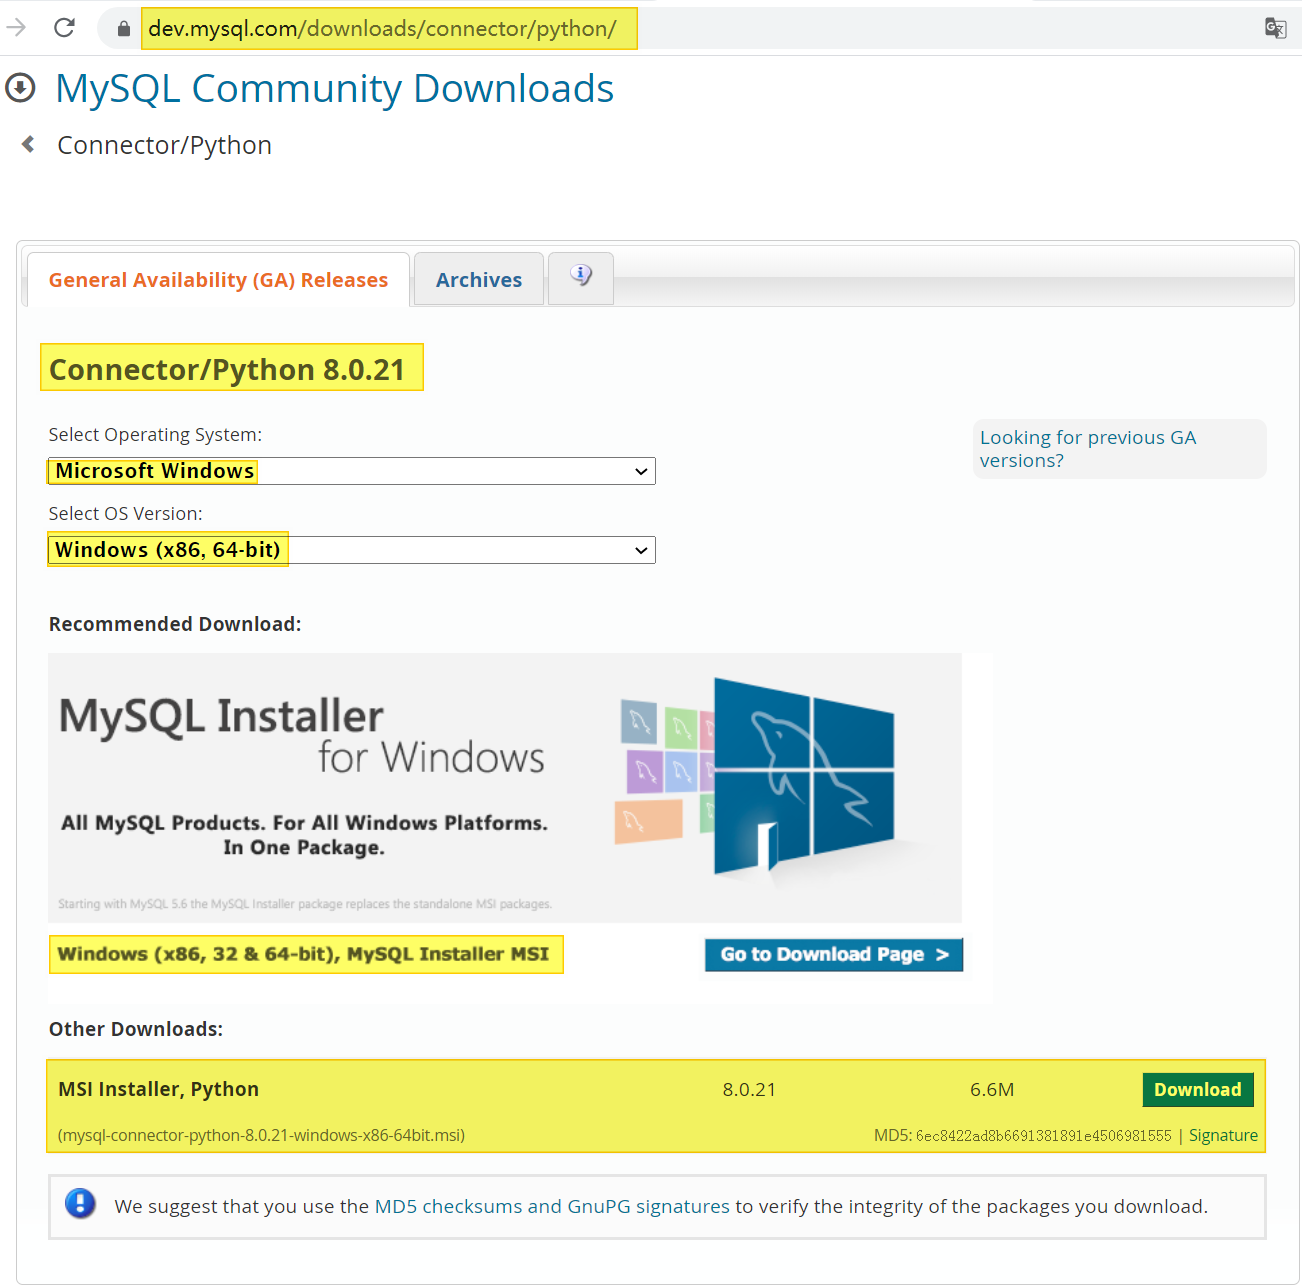 dev.mysql.com/downloads/connector/python/
MySQL Community Downloads
Connector/Python
General Availability (GA) Releases
Archives
Connector/Python 8.0.21
Select Operating System:
Looking for previous GA
versions?
Microsoft Windows
Select OS Version:
Windows (x86, 64-bit)
Recommended Download:
MySQL Installer
for Windows
All MySQL Products. For All Windows Platforms.
In One Package.
Starting with MySQL 5.6 the MySQL Installer package replaces the standalone MSI packages.
Windows (x86, 32 & 64-bit), MySQL Installer MSI
Go to Download Page >
Other Downloads:
MSI Installer, Python 8.0.21 6.6M Download
(mysql-connector-python-8.0.21-windows-x86-64bit.msi) MD5: 6ec8422ad8b6691381891e4506981555 | Signature
We suggest that you use the MD5 checksums and GnuPG signatures to verify the integrity of the packages you download.